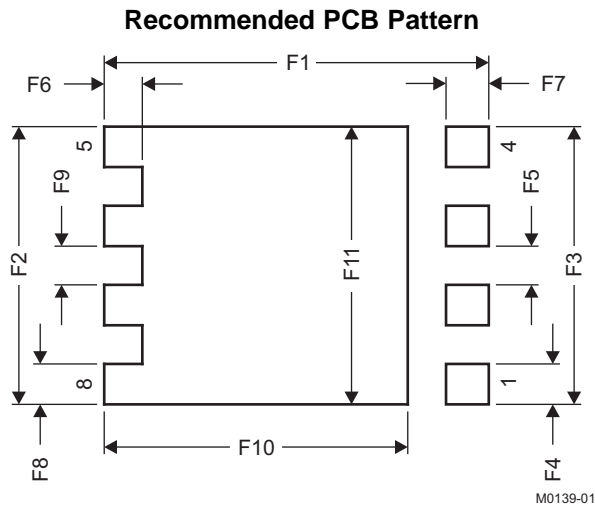 Recommended PCB Pattern
F1
F6
F7
5
4
F9
F5
F2
F11
F3
8
1
F10
F8
F4
M0139-01